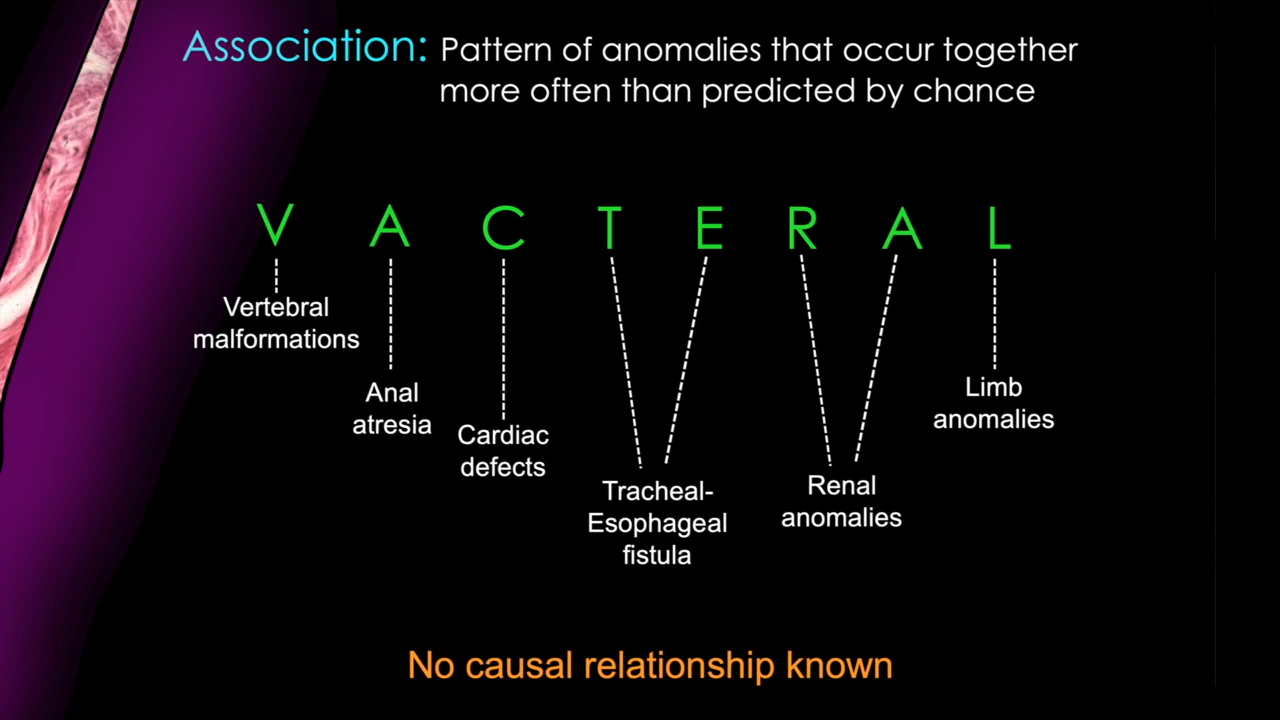 Association: Pattern of anomalies that occur together
more often than predicted by chance
V A C T E R A L
Vertebral
malformations
Anal
atresia
Cardiac
defects
Tracheal-
Esophageal
fistula
Renal
anomalies
Limb
anomalies
No causal relationship known